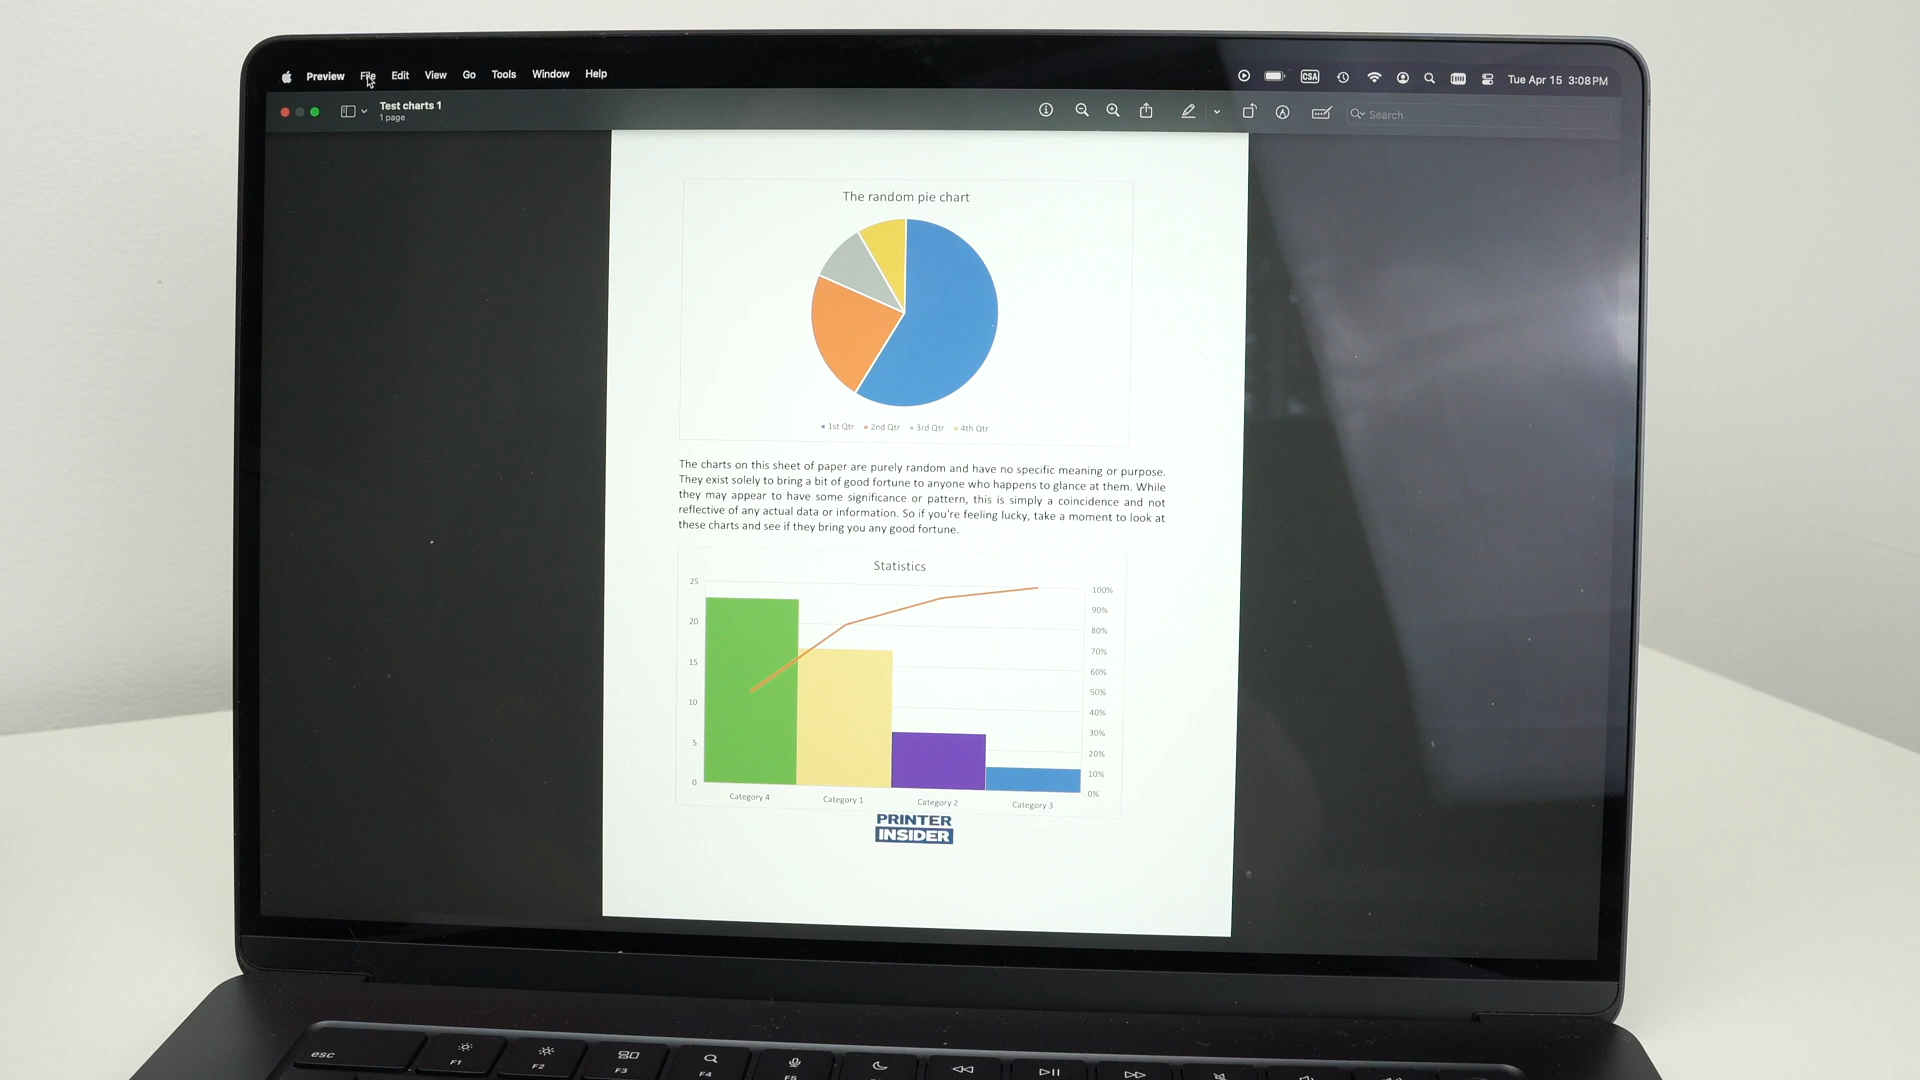 Preview File Edit View Go Tools Window Help
CSA
Tue Apr 15 3:08 PM
Test charts 1
1 page
Search
The random pie chart
1st Qtr 2nd Qtr 3rd Qtr 4th Qtr
The charts on this sheet of paper are purely random and have no specific meaning or purpose.
They exist solely to bring a bit of good fortune to anyone who happens to glance at them. While
they may appear to have some significance or pattern, this is simply a coincidence and not
reflective of any actual data or information. So if you're feeling lucky, take a moment to look at
these charts and see if they bring you any good fortune.
Statistics
25
20
15
10
5
0
100%
90%
80%
70%
60%
50%
40%
30%
20%
10%
0%
Category 4 Category 1 Category 2 Category 3
PRINTER
INSIDER
esc F1 F2 F3 F4 F5